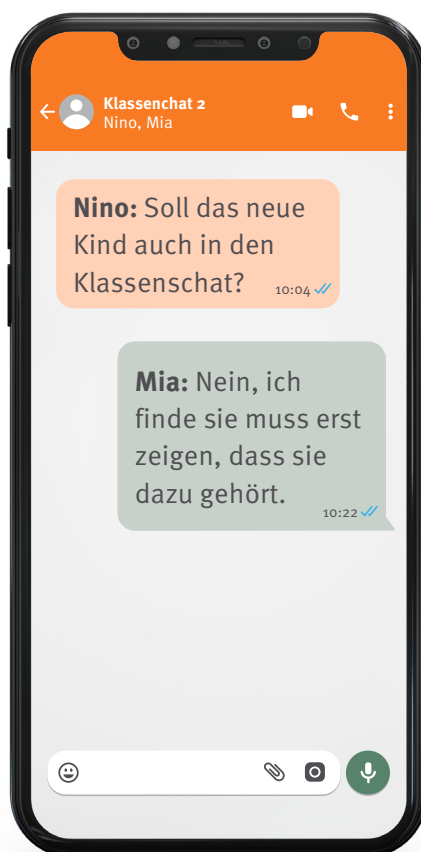 Klassenchat 2
Nino, Mia
Nino: Soll das neue
Kind auch in den
Klassenschat?
10:04
Mia: Nein, ich
finde sie muss erst
zeigen, dass sie
dazu gehört.
10:22